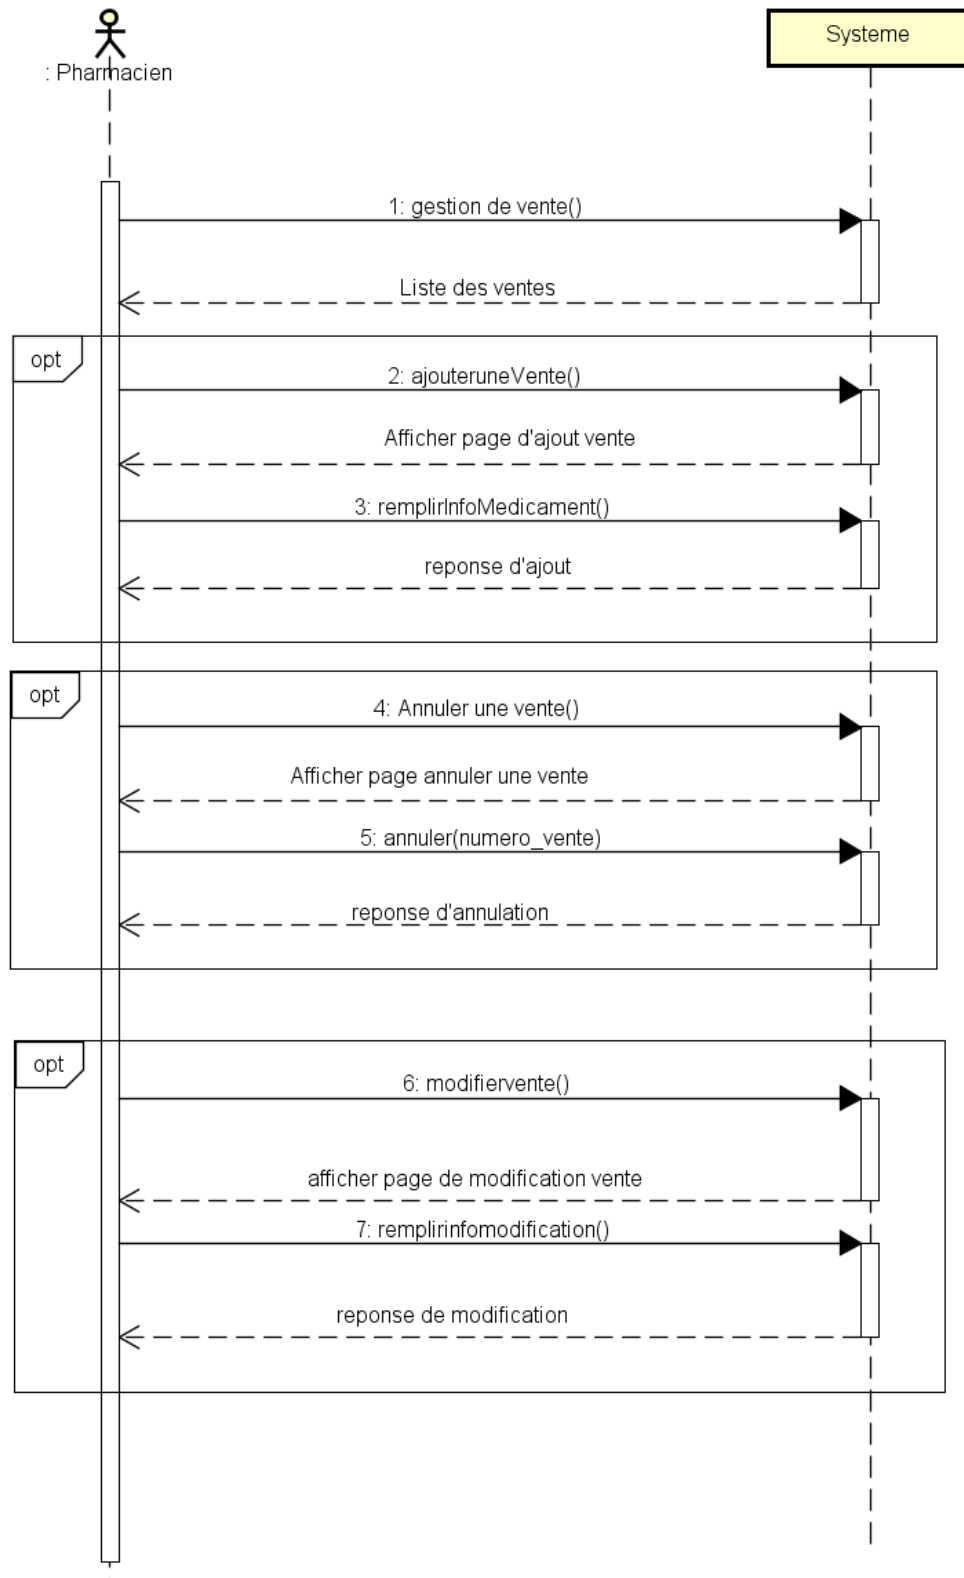 : Pharmacien
Systeme
1: gestion de vente()
Liste des ventes
opt
2: ajouteruneVente()
Afficher page d'ajout vente
3: remplirInfoMedicament()
reponse d'ajout
opt
4: Annuler une vente()
Afficher page annuler une vente
5: annuler(numero_vente)
reponse d'annulation
opt
6: modifiervente()
afficher page de modification vente
7: remplirinfomodification()
reponse de modification